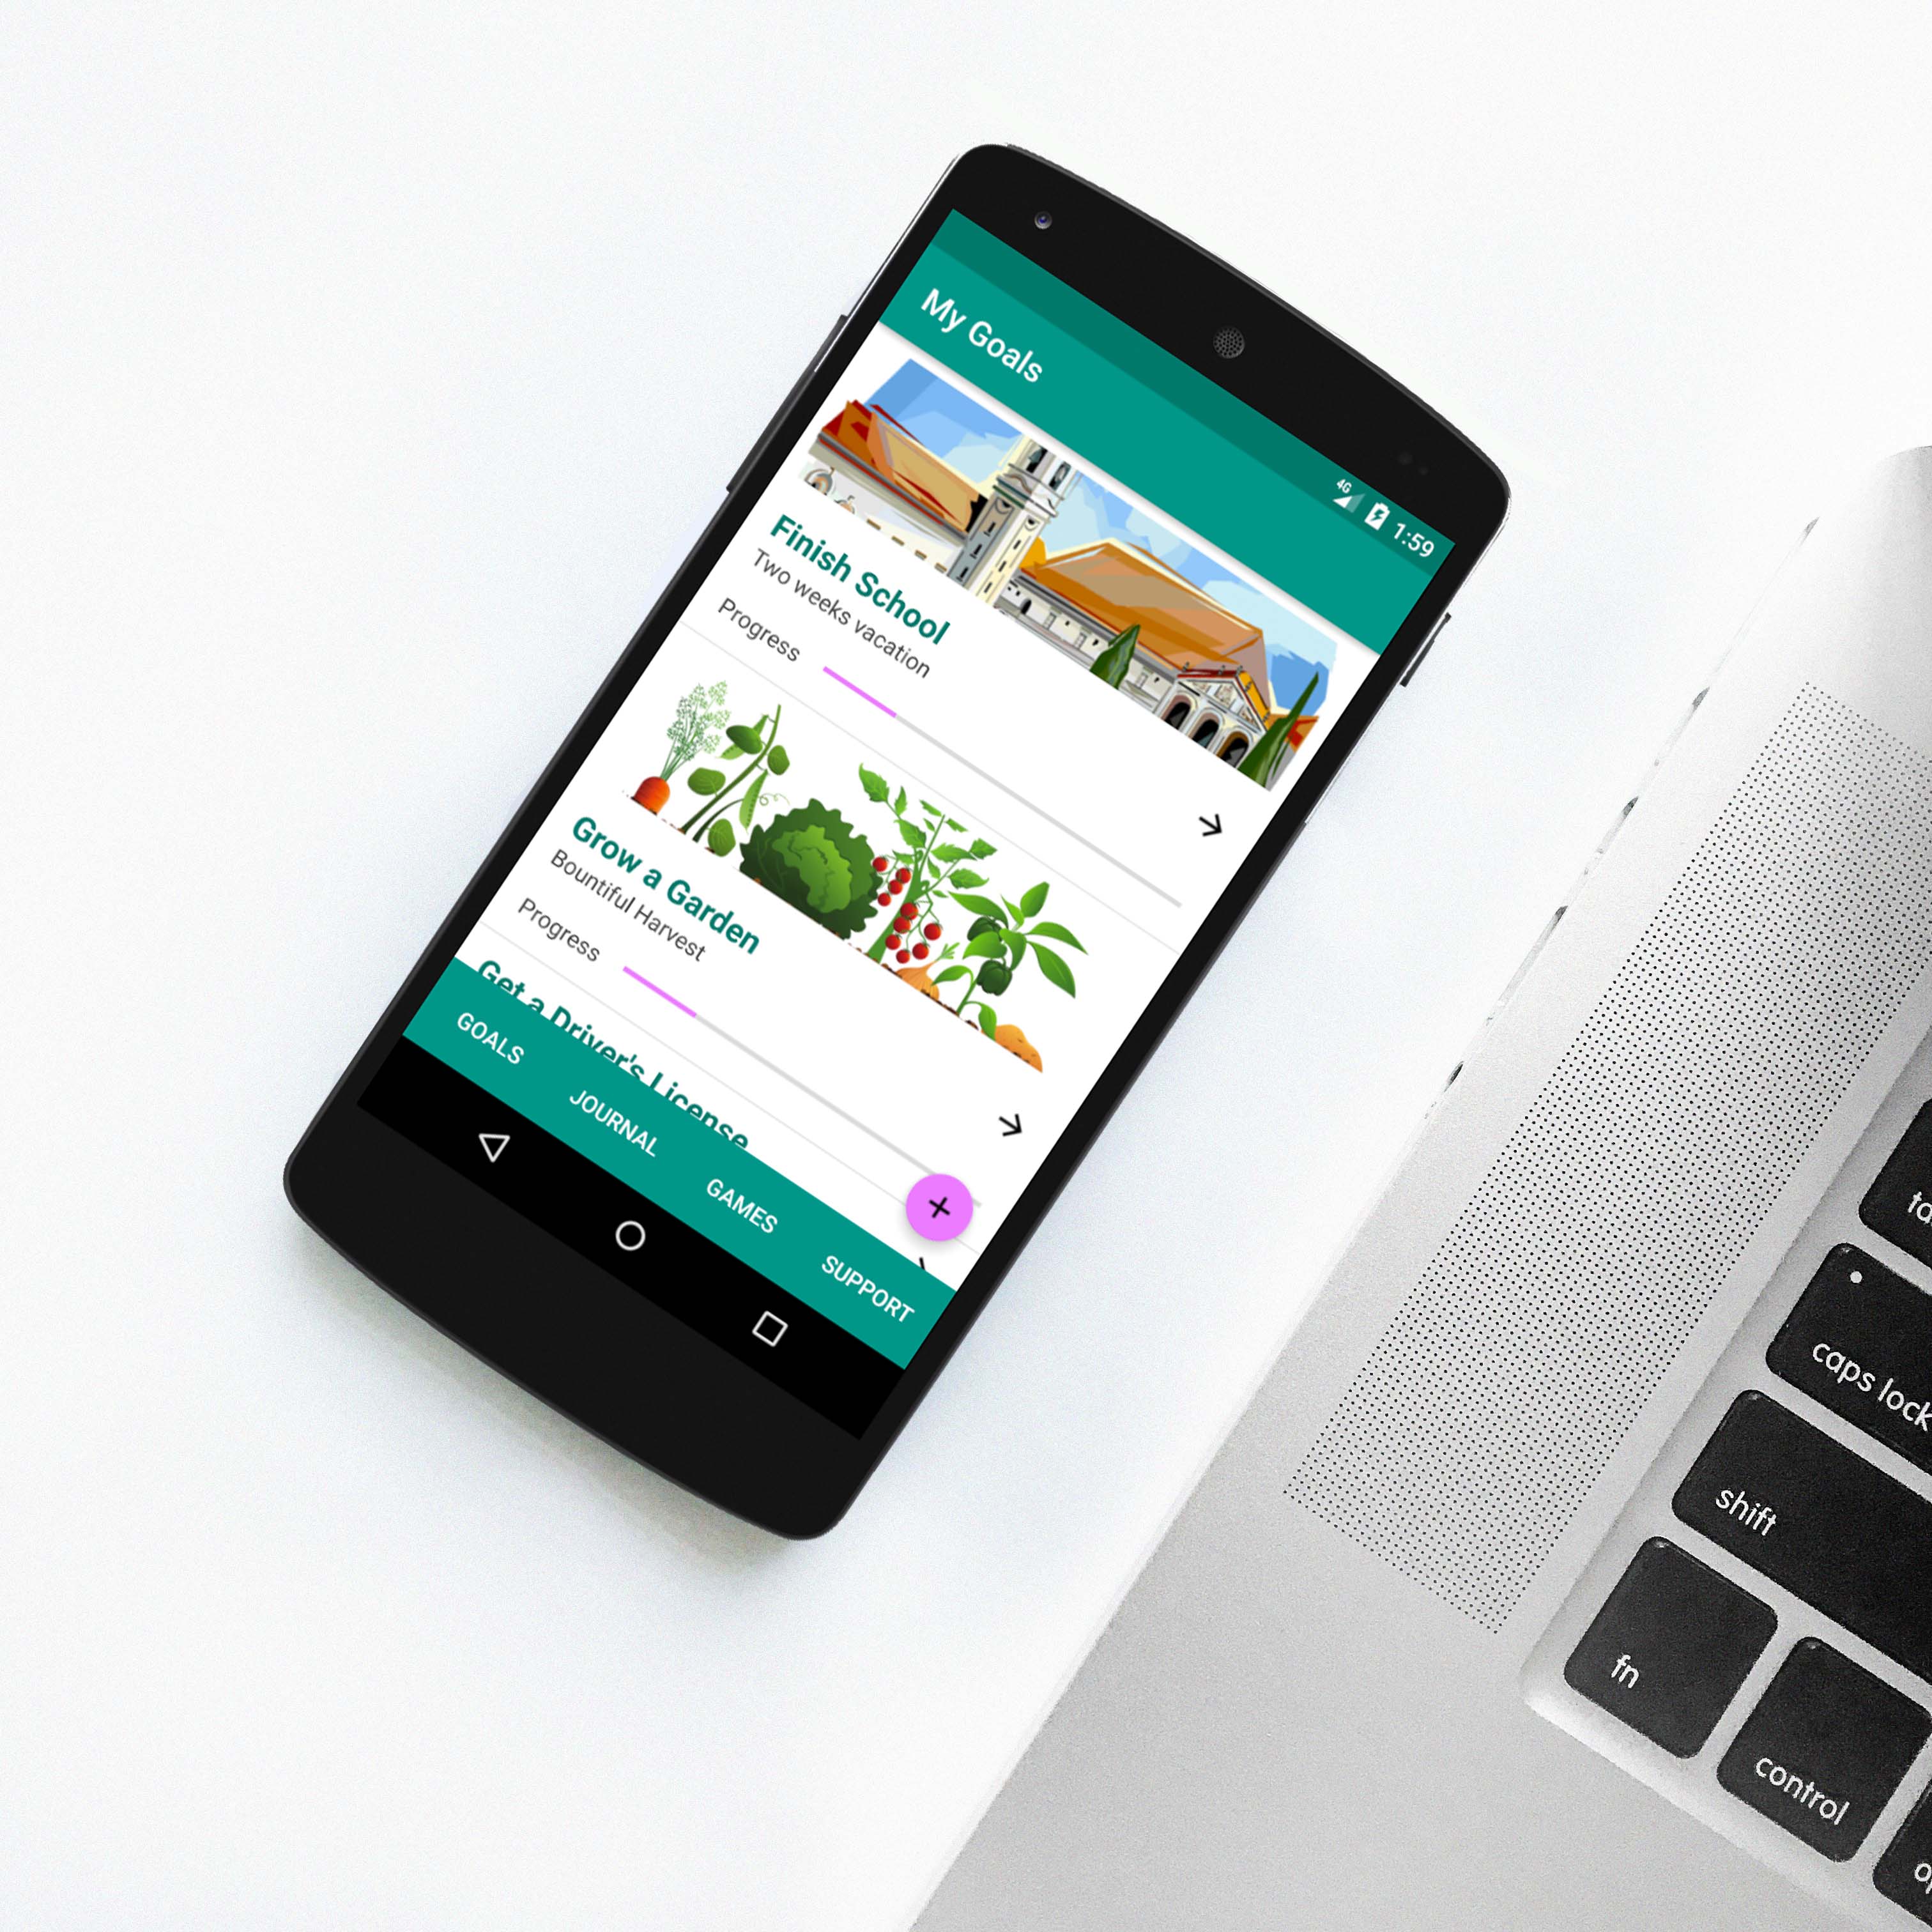 4G 1:59
My Goals
Finish School
Two weeks vacation
Progress
Grow a Garden
Bountiful Harvest
Progress
Get a Driver's License
GOALS JOURNAL GAMES SUPPORT
caps lock
shift
fn
control